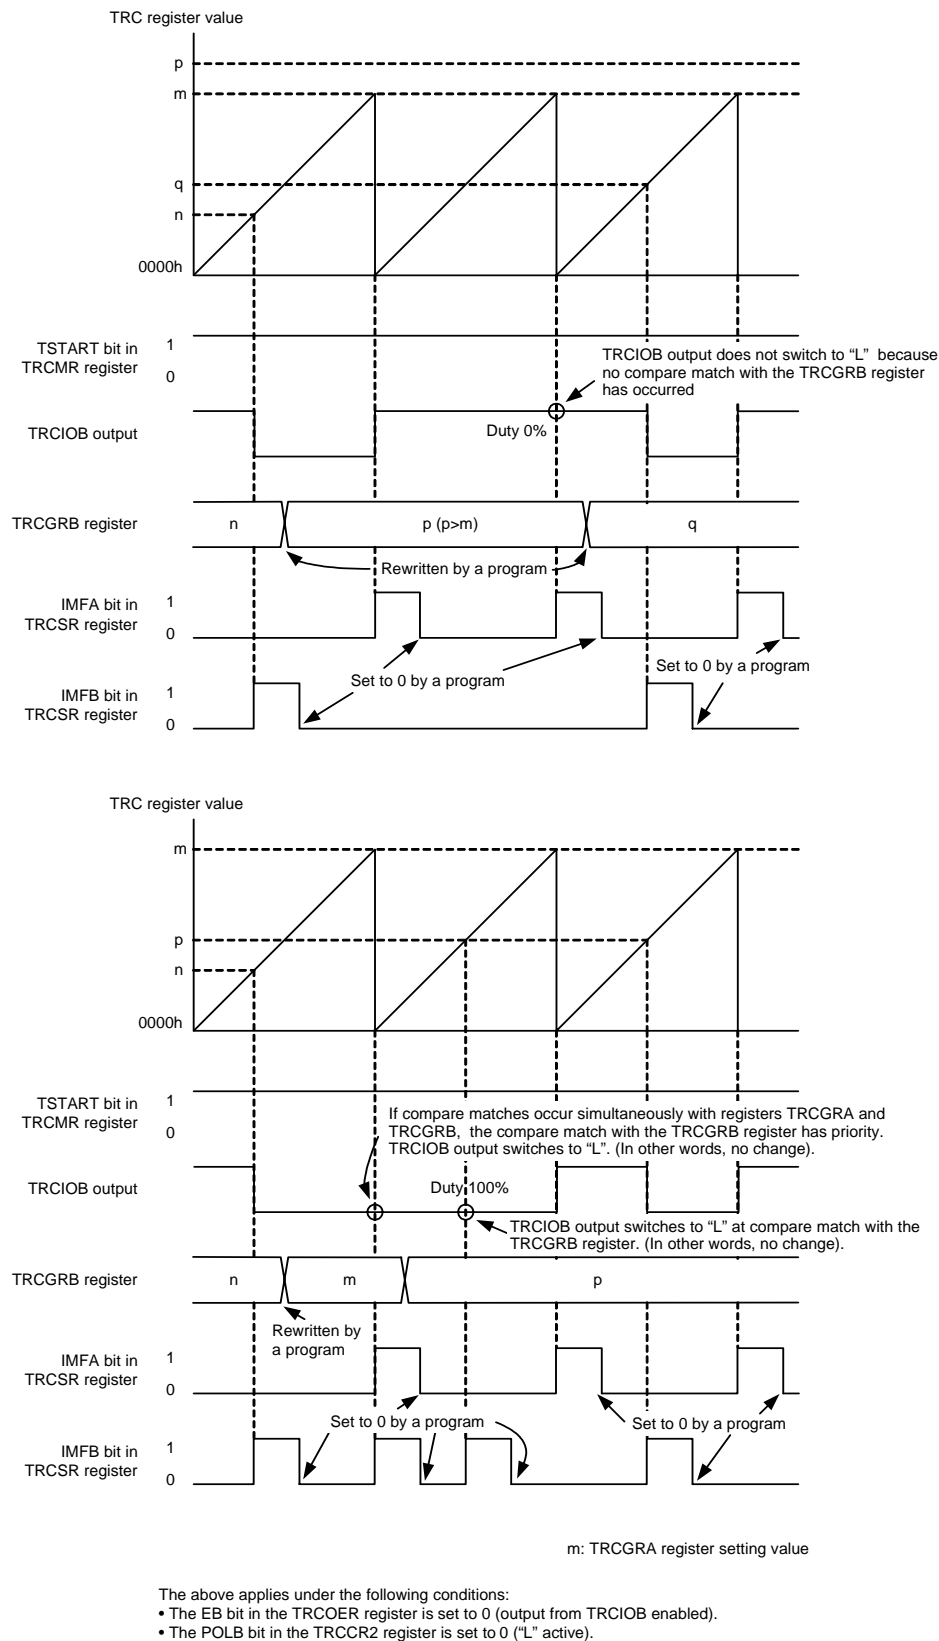 TRC register value
p
m
q
n
0000h
TSTART bit in
TRCMR register
1
0
TRCIOB output does not switch to “L” because
no compare match with the TRCGRB register
has occurred
TRCIOB output
Duty 0%
TRCGRB register
n
p (p>m)
q
Rewritten by a program
IMFA bit in
TRCSR register
1
0
Set to 0 by a program
Set to 0 by a program
IMFB bit in
TRCSR register
1
0
TRC register value
m
p
n
0000h
TSTART bit in
TRCMR register
1
0
If compare matches occur simultaneously with registers TRCGRA and
TRCGRB, the compare match with the TRCGRB register has priority.
TRCIOB output switches to “L”. (In other words, no change).
TRCIOB output
Duty 100%
TRCIOB output switches to “L” at compare match with the
TRCGRB register. (In other words, no change).
TRCGRB register
n
m
p
Rewritten by
a program
IMFA bit in
TRCSR register
1
0
Set to 0 by a program
Set to 0 by a program
IMFB bit in
TRCSR register
1
0
m: TRCGRA register setting value
The above applies under the following conditions:
• The EB bit in the TRCOER register is set to 0 (output from TRCIOB enabled).
• The POLB bit in the TRCCR2 register is set to 0 (“L” active).